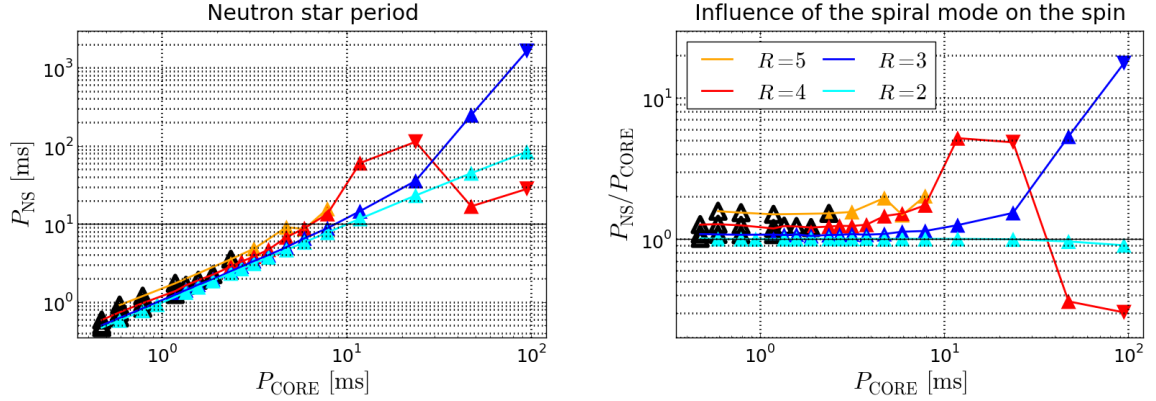 Neutron star period
10³
10²
10¹
10⁰
P_NS [ms]
10⁰ 10¹ 10²
P_CORE [ms]
Influence of the spiral mode on the spin
R=5 R=3
R=4 R=2
10¹
10⁰
P_NS/P_CORE
10⁰ 10¹ 10²
P_CORE [ms]